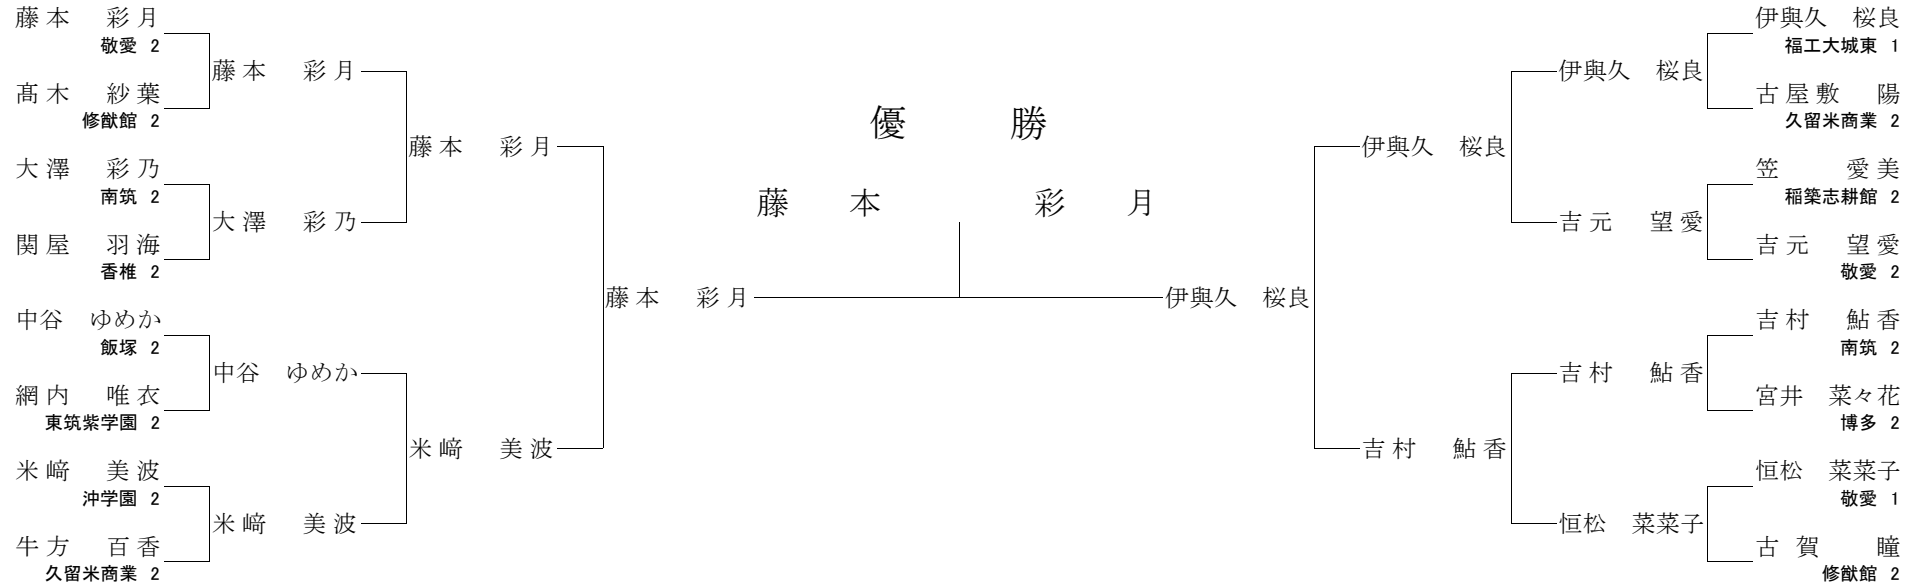 藤本 彩月
敬愛 2
髙木 紗葉
修猷館 2
大澤 彩乃
南筑 2
関屋 羽海
香椎 2
中谷 ゆめか
飯塚 2
網内 唯衣
東筑紫学園 2
米﨑 美波
沖学園 2
牛方 百香
久留米商業 2
藤本 彩月
大澤 彩乃
中谷 ゆめか
米﨑 美波
藤本 彩月
米﨑 美波
藤本 彩月
優勝
藤本 彩月
伊與久 桜良
伊與久 桜良
吉村 鮎香
伊與久 桜良
吉元 望愛
吉村 鮎香
恒松 菜菜子
伊與久 桜良
福工大城東 1
古屋敷 陽
久留米商業 2
笠 愛美
稲築志耕館 2
吉元 望愛
敬愛 2
吉村 鮎香
南筑 2
宮井 菜々花
博多 2
恒松 菜菜子
敬愛 1
古賀 瞳
修猷館 2